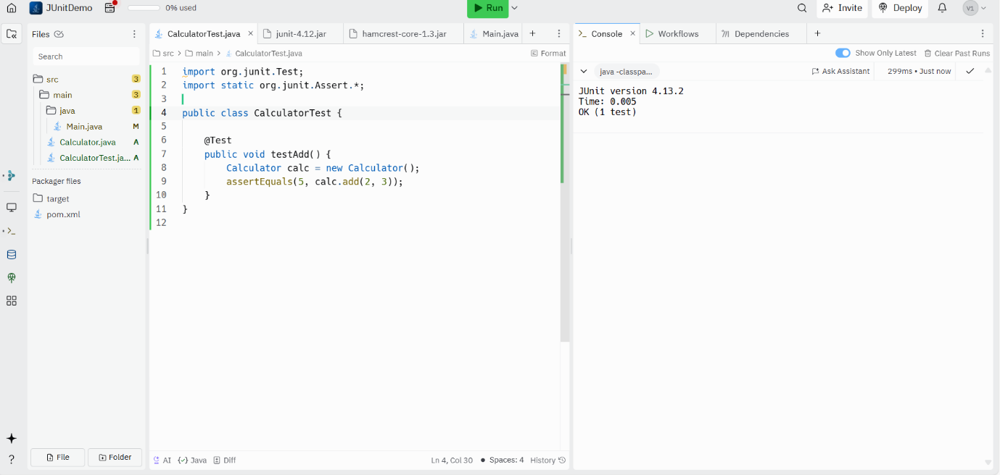 JUnitDemo 0% used Run Invite Deploy V1
Files
Search
src 3
main 3
java 1
Main.java M
Calculator.java A
CalculatorTest.ja... A
Packager files
target
pom.xml
File Folder
CalculatorTest.java × junit-4.12.jar hamcrest-core-1.3.jar Main.java +
src > main > CalculatorTest.java Format
1 import org.junit.Test;
2 import static org.junit.Assert.*;
3
4 public class CalculatorTest {
5
6 @Test
7 public void testAdd() {
8 Calculator calc = new Calculator();
9 assertEquals(5, calc.add(2, 3));
10 }
11 }
12
AI Java Diff Ln 4, Col 30 • Spaces: 4 History
Console × Workflows Dependencies +
Show Only Latest Clear Past Runs
java -classpa... Ask Assistant 299ms • Just now
JUnit version 4.13.2
Time: 0.005
OK (1 test)
?